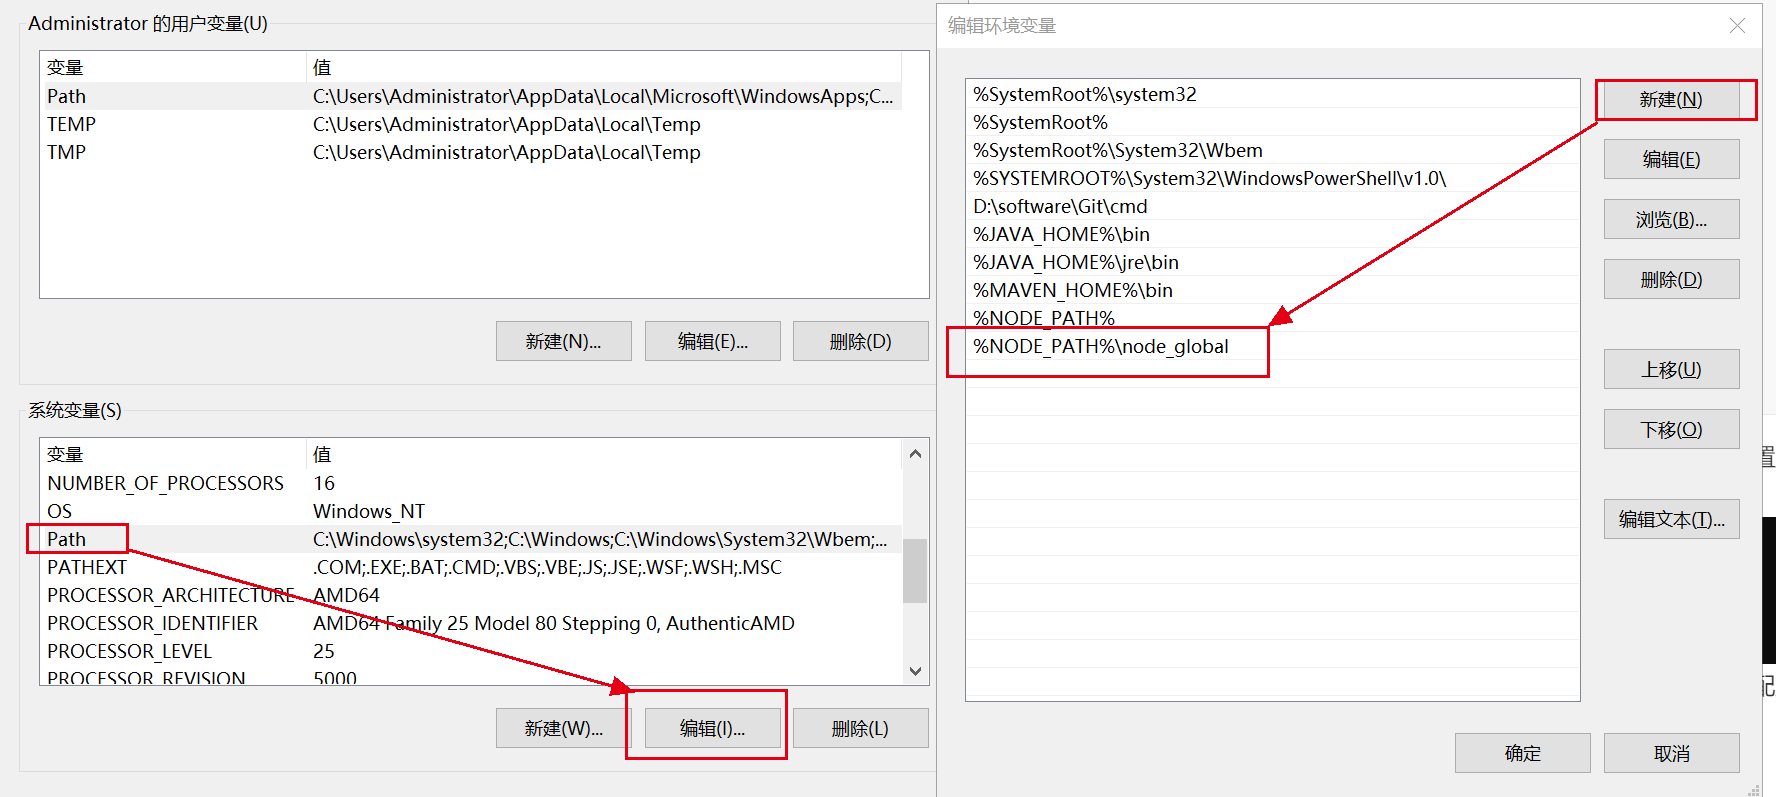 Administrator 的用户变量(U)
变量 值
Path C:\Users\Administrator\AppData\Local\Microsoft\WindowsApps;C...
TEMP C:\Users\Administrator\AppData\Local\Temp
TMP C:\Users\Administrator\AppData\Local\Temp
新建(N)... 编辑(E)... 删除(D)
系统变量(S)
变量 值
NUMBER_OF_PROCESSORS 16
OS Windows_NT
Path C:\Windows\system32;C:\Windows;C:\Windows\System32\Wbem;...
PATHEXT .COM;.EXE;.BAT;.CMD;.VBS;.VBE;.JS;.JSE;.WSF;.WSH;.MSC
PROCESSOR_ARCHITECTURE AMD64
PROCESSOR_IDENTIFIER AMD64 Family 25 Model 80 Stepping 0, AuthenticAMD
PROCESSOR_LEVEL 25
PROCESSOR_REVISION 5000
新建(W)... 编辑(I)... 删除(L)
编辑环境变量
%SystemRoot%\system32
%SystemRoot%
%SystemRoot%\System32\Wbem
%SYSTEMROOT%\System32\WindowsPowerShell\v1.0\
D:\software\Git\cmd
%JAVA_HOME%\bin
%JAVA_HOME%\jre\bin
%MAVEN_HOME%\bin
%NODE_PATH%
%NODE_PATH%\node_global
新建(N)
编辑(E)
浏览(B)...
删除(D)
上移(U)
下移(O)
编辑文本(T)...
确定 取消
置
配